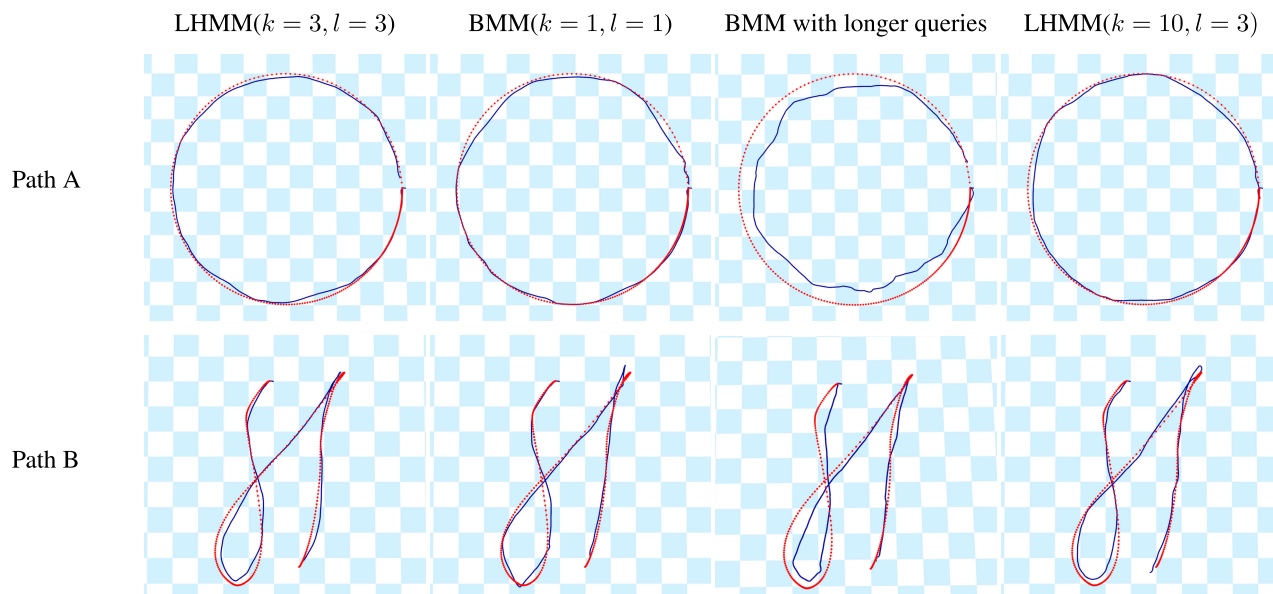 LHMM(k = 3, l = 3) BMM(k = 1, l = 1) BMM with longer queries LHMM(k = 10, l = 3)
Path A
Path B